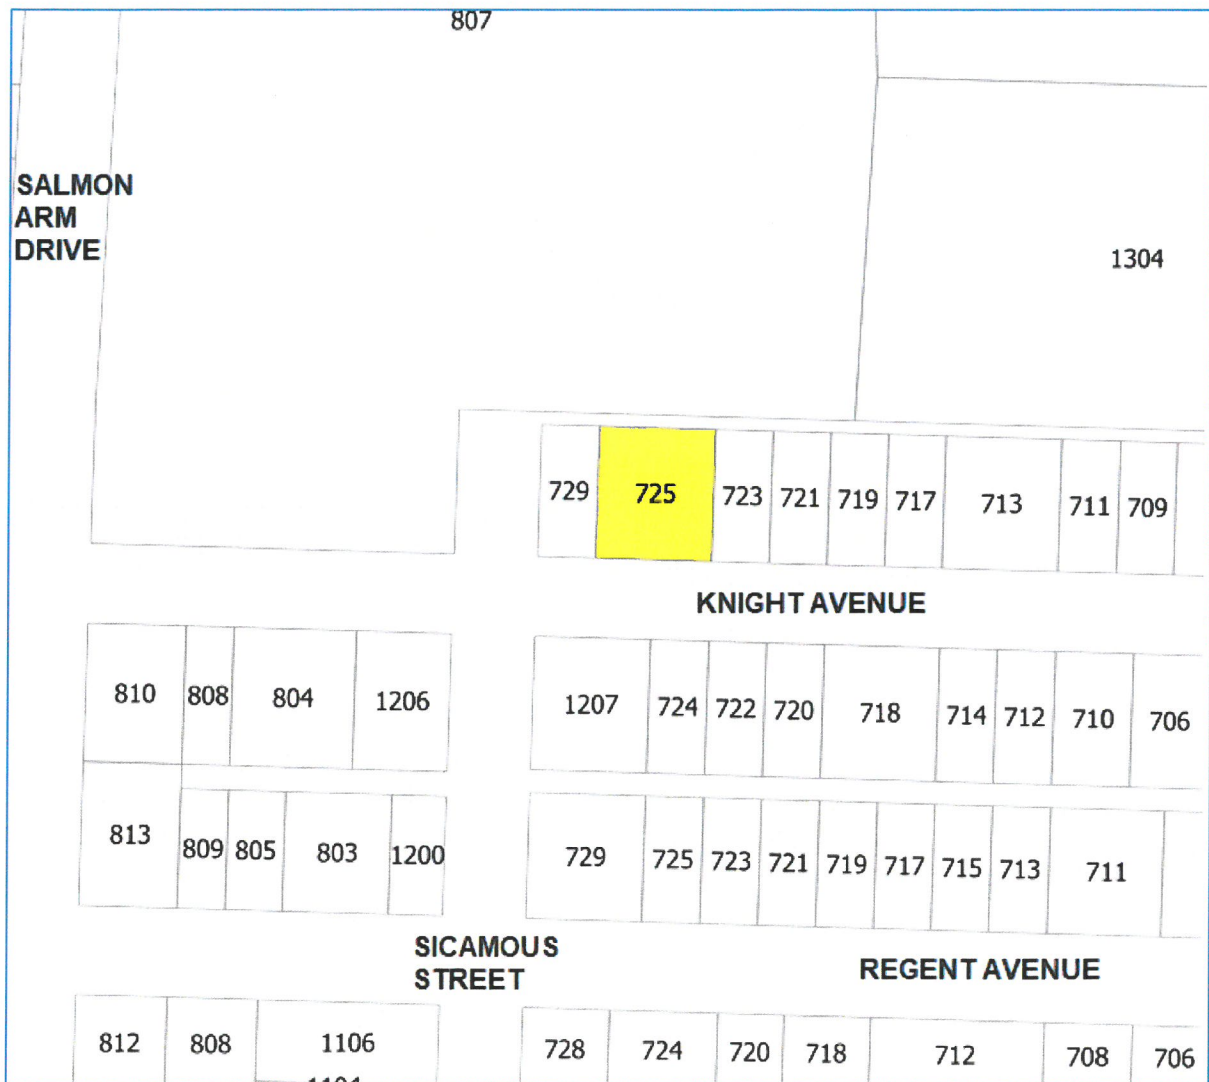 807
SALMON
ARM
DRIVE
1304
729 725 723 721 719 717 713 711 709
KNIGHT AVENUE
810 808 804 1206 1207 724 722 720 718 714 712 710 706
813 809 805 803 1200 729 725 723 721 719 717 715 713 711
SICAMOUS
STREET
REGENT AVENUE
812 808 1106 728 724 720 718 712 708 706